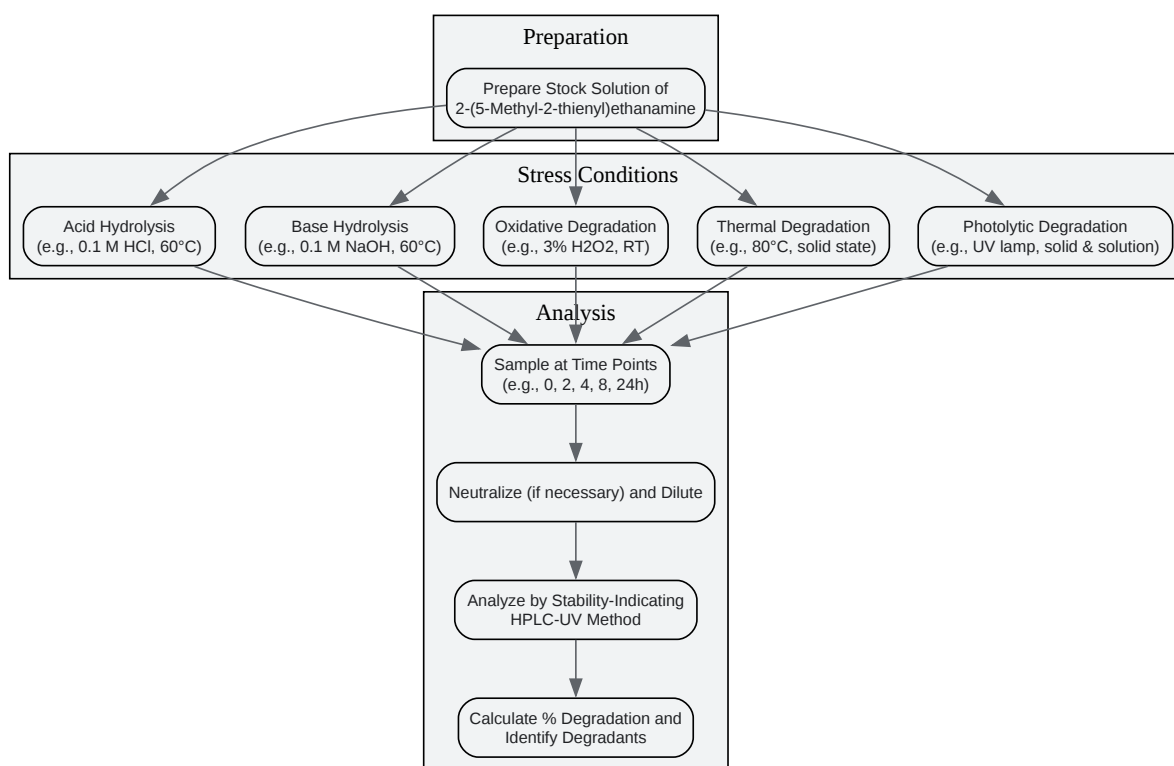 Preparation
Prepare Stock Solution of
2-(5-Methyl-2-thienyl)ethanamine
Stress Conditions
Acid Hydrolysis
(e.g., 0.1 M HCl, 60°C)
Base Hydrolysis
(e.g., 0.1 M NaOH, 60°C)
Oxidative Degradation
(e.g., 3% H2O2, RT)
Thermal Degradation
(e.g., 80°C, solid state)
Photolytic Degradation
(e.g., UV lamp, solid & solution)
Analysis
Sample at Time Points
(e.g., 0, 2, 4, 8, 24h)
Neutralize (if necessary) and Dilute
Analyze by Stability-Indicating
HPLC-UV Method
Calculate % Degradation and
Identify Degradants